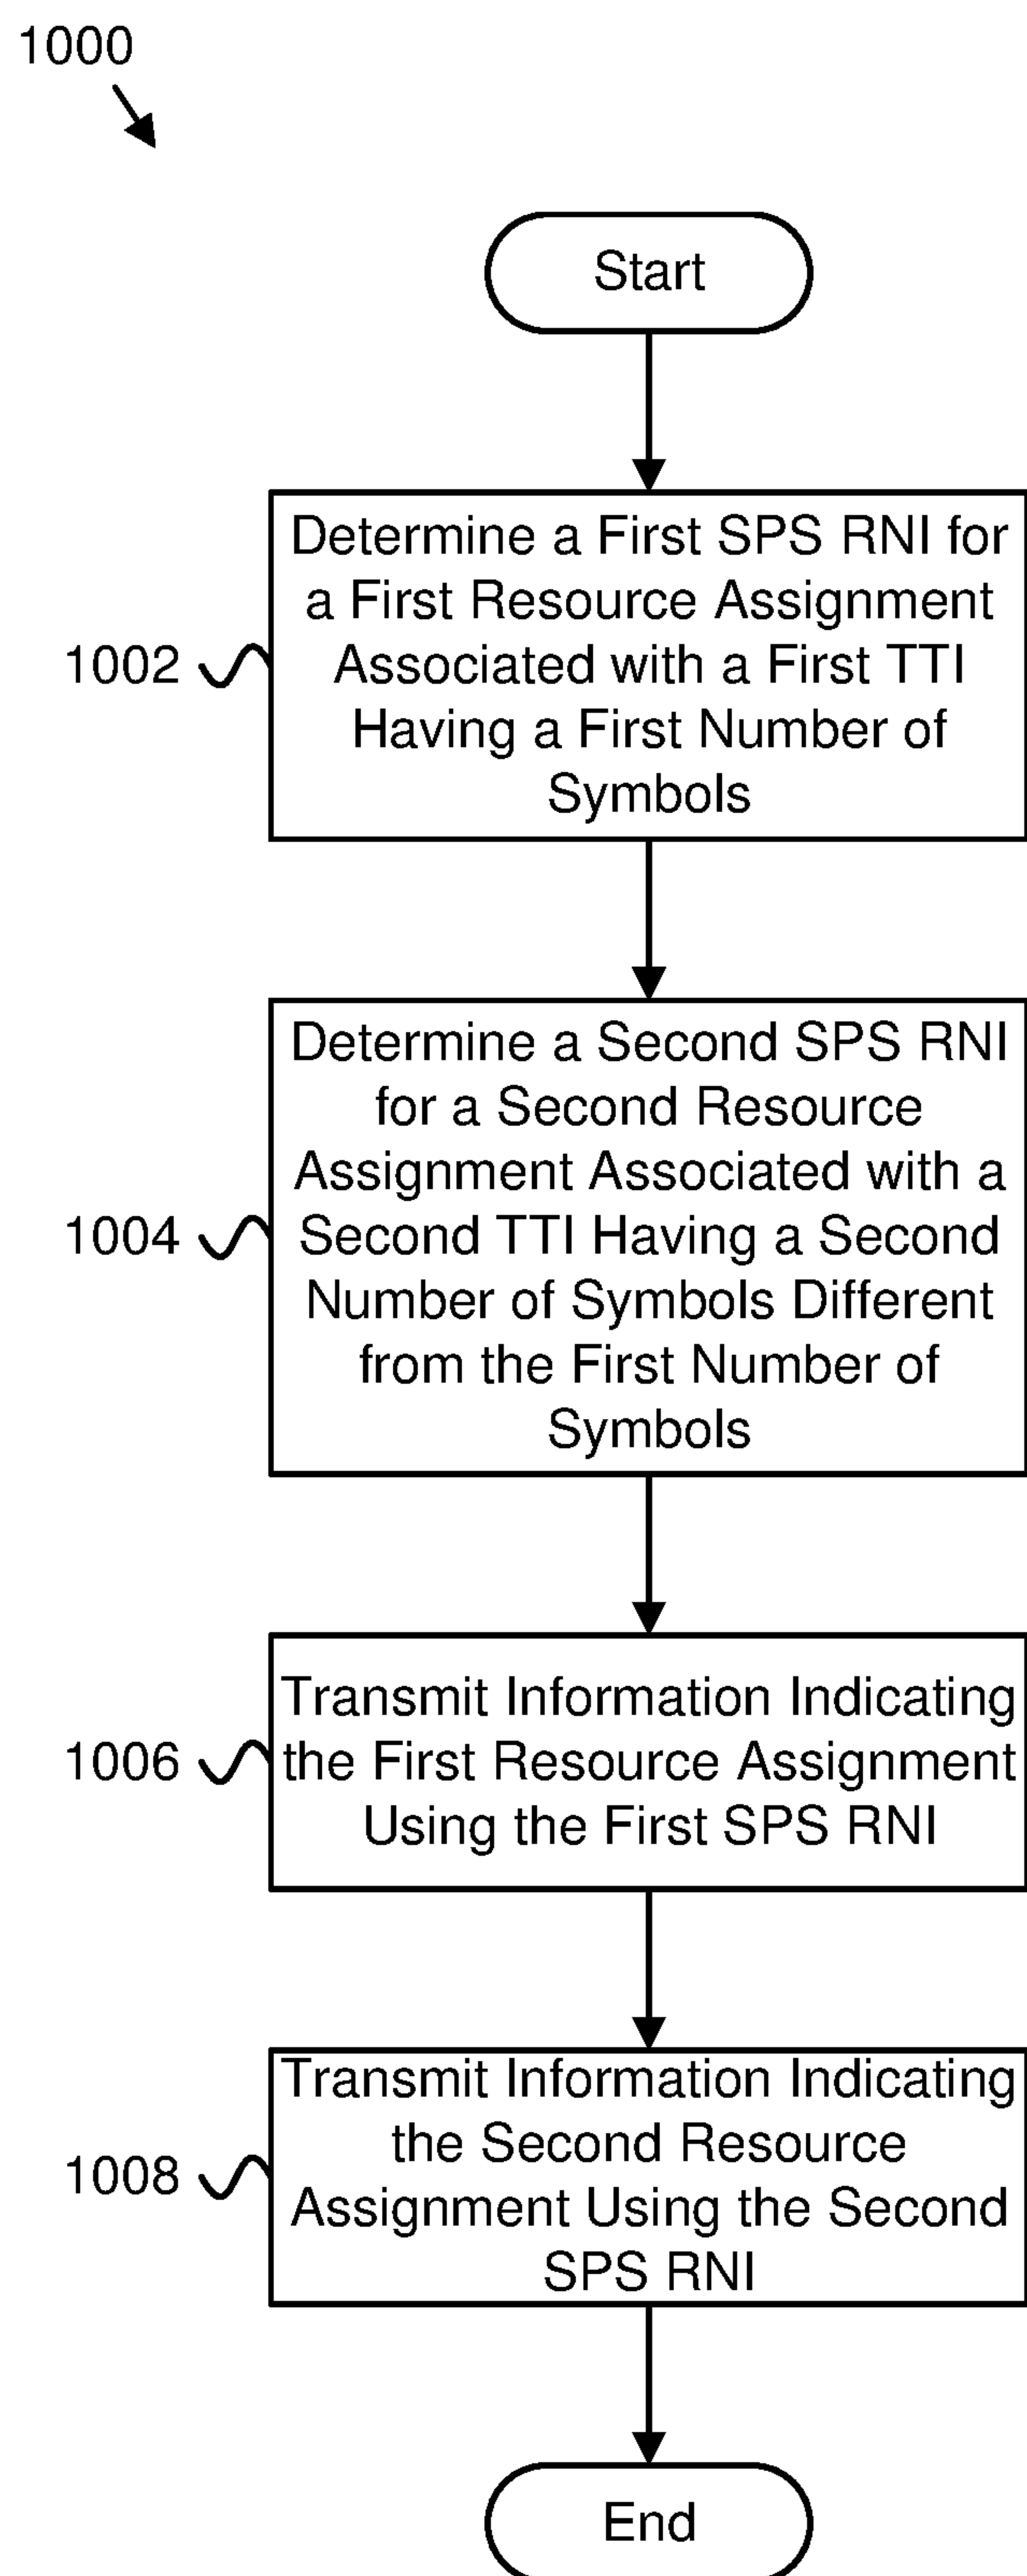 1000
Start
1002
Determine a First SPS RNI for
a First Resource Assignment
Associated with a First TTI
Having a First Number of
Symbols
1004
Determine a Second SPS RNI
for a Second Resource
Assignment Associated with a
Second TTI Having a Second
Number of Symbols Different
from the First Number of
Symbols
1006
Transmit Information Indicating
the First Resource Assignment
Using the First SPS RNI
1008
Transmit Information Indicating
the Second Resource
Assignment Using the Second
SPS RNI
End